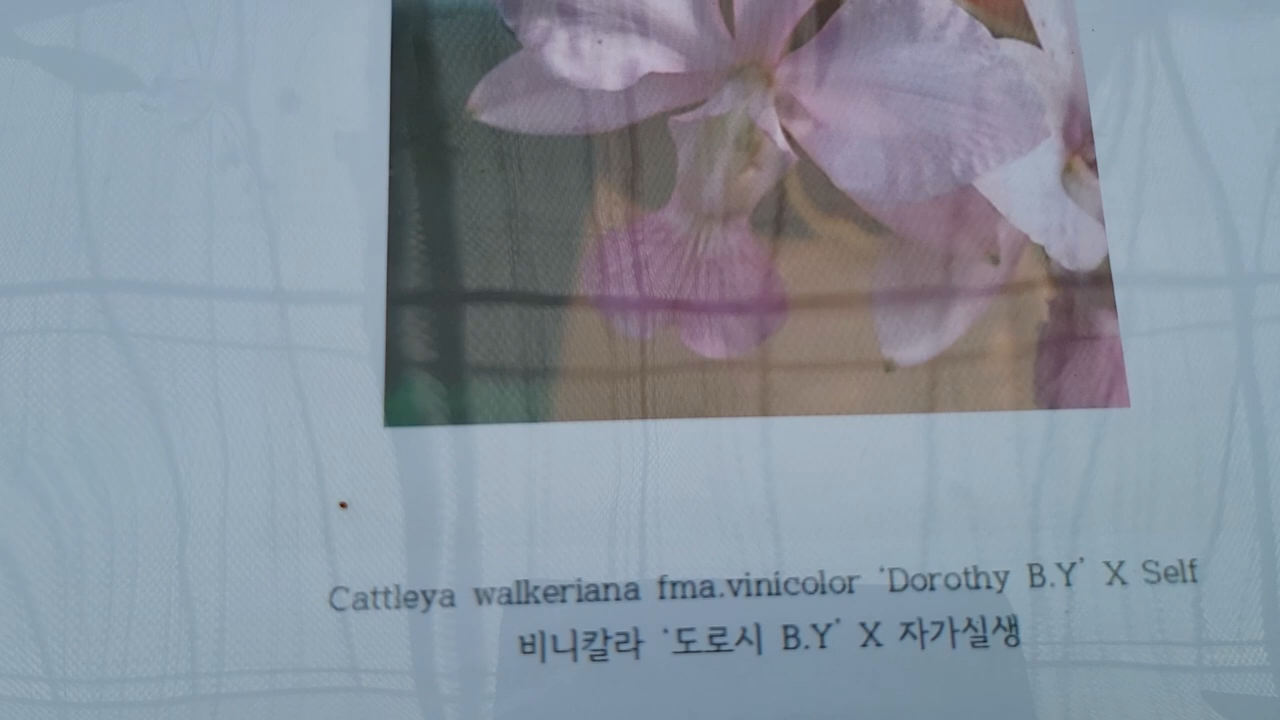 Cattleya walkeriana fma.vinicolor ‘Dorothy B.Y’ X Self
비니칼라 ‘도로시 B.Y’ X 자가실생